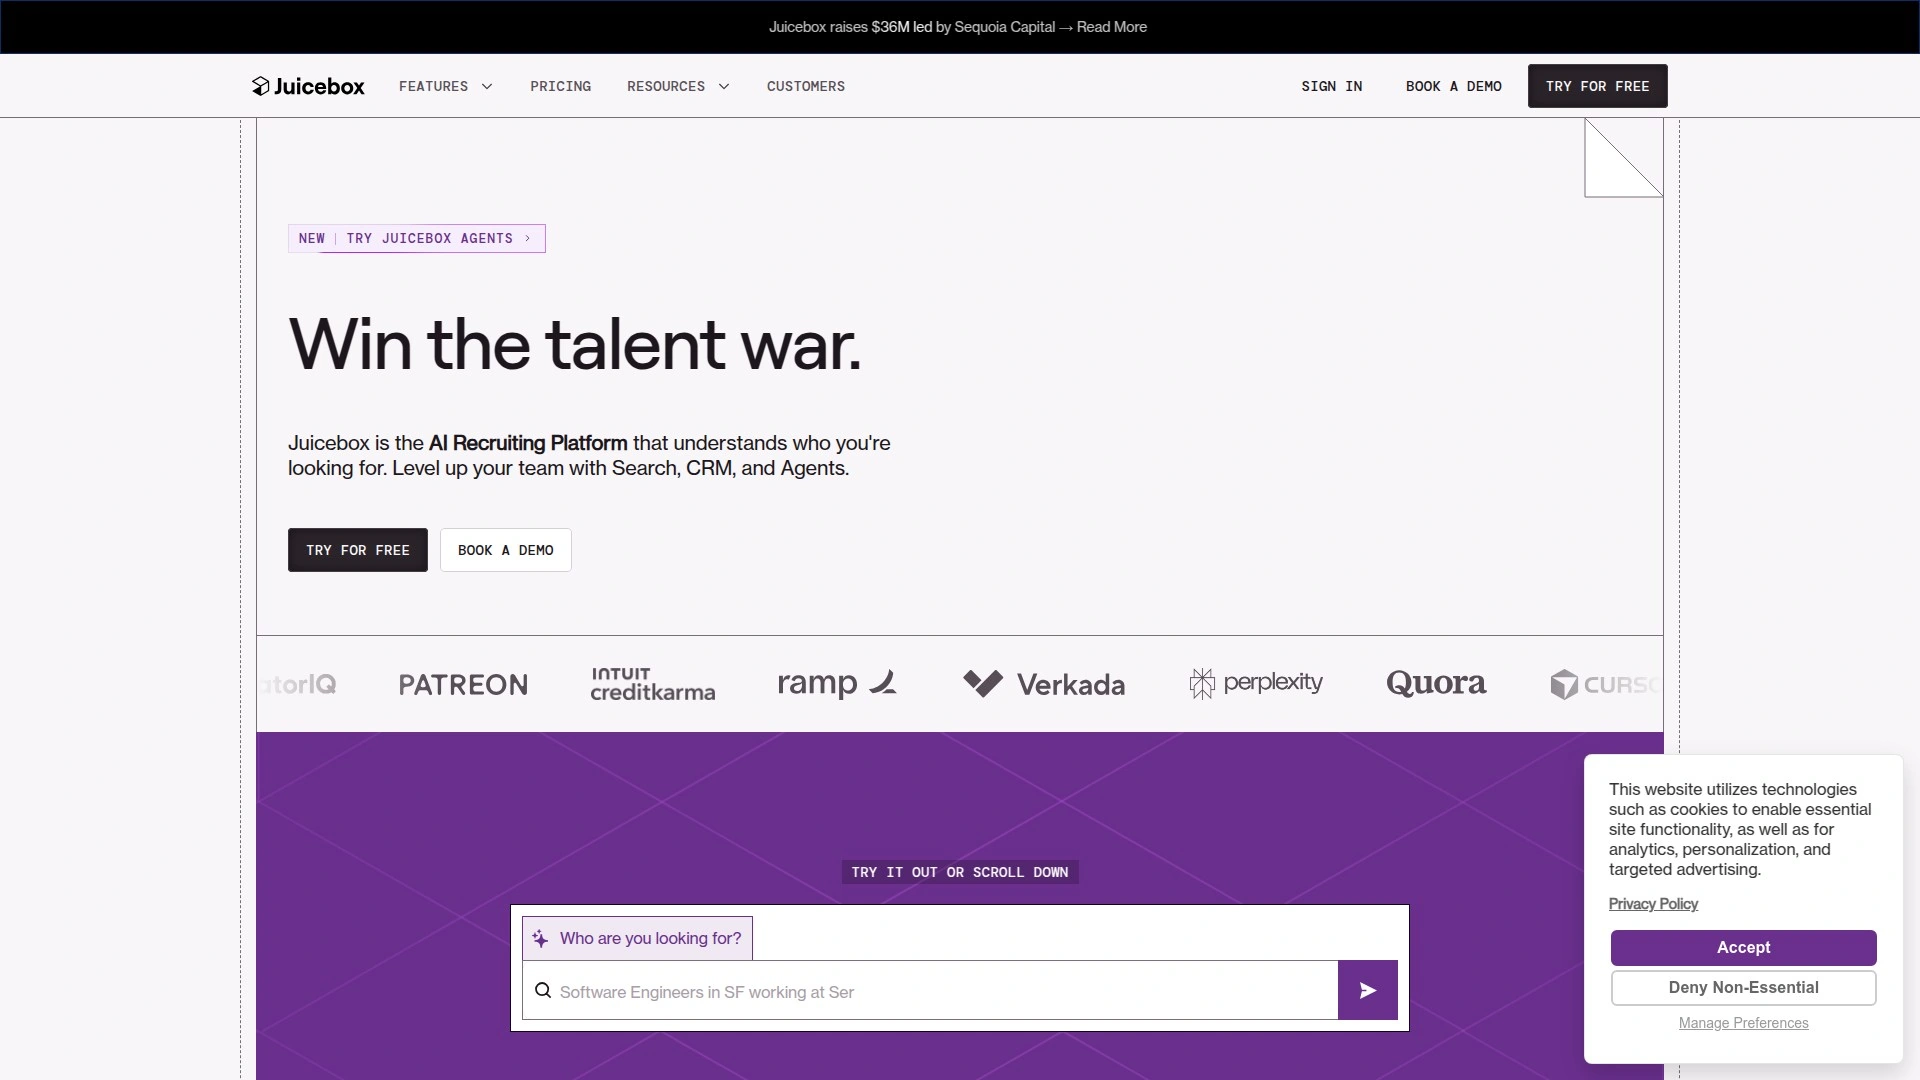 Juicebox raises $36M led by Sequoia Capital → Read More
Juicebox
FEATURES
PRICING
RESOURCES
CUSTOMERS
SIGN IN
BOOK A DEMO
TRY FOR FREE
NEW | TRY JUICEBOX AGENTS >
Win the talent war.
Juicebox is the AI Recruiting Platform that understands who you're
looking for. Level up your team with Search, CRM, and Agents.
TRY FOR FREE
BOOK A DEMO
atorIQ
PATREON
INTUIT
creditkarma
ramp
Verkada
perplexity
Quora
CURSO
TRY IT OUT OR SCROLL DOWN
Who are you looking for?
Software Engineers in SF working at Ser
This website utilizes technologies
such as cookies to enable essential
site functionality, as well as for
analytics, personalization, and
targeted advertising.
Privacy Policy
Accept
Deny Non-Essential
Manage Preferences